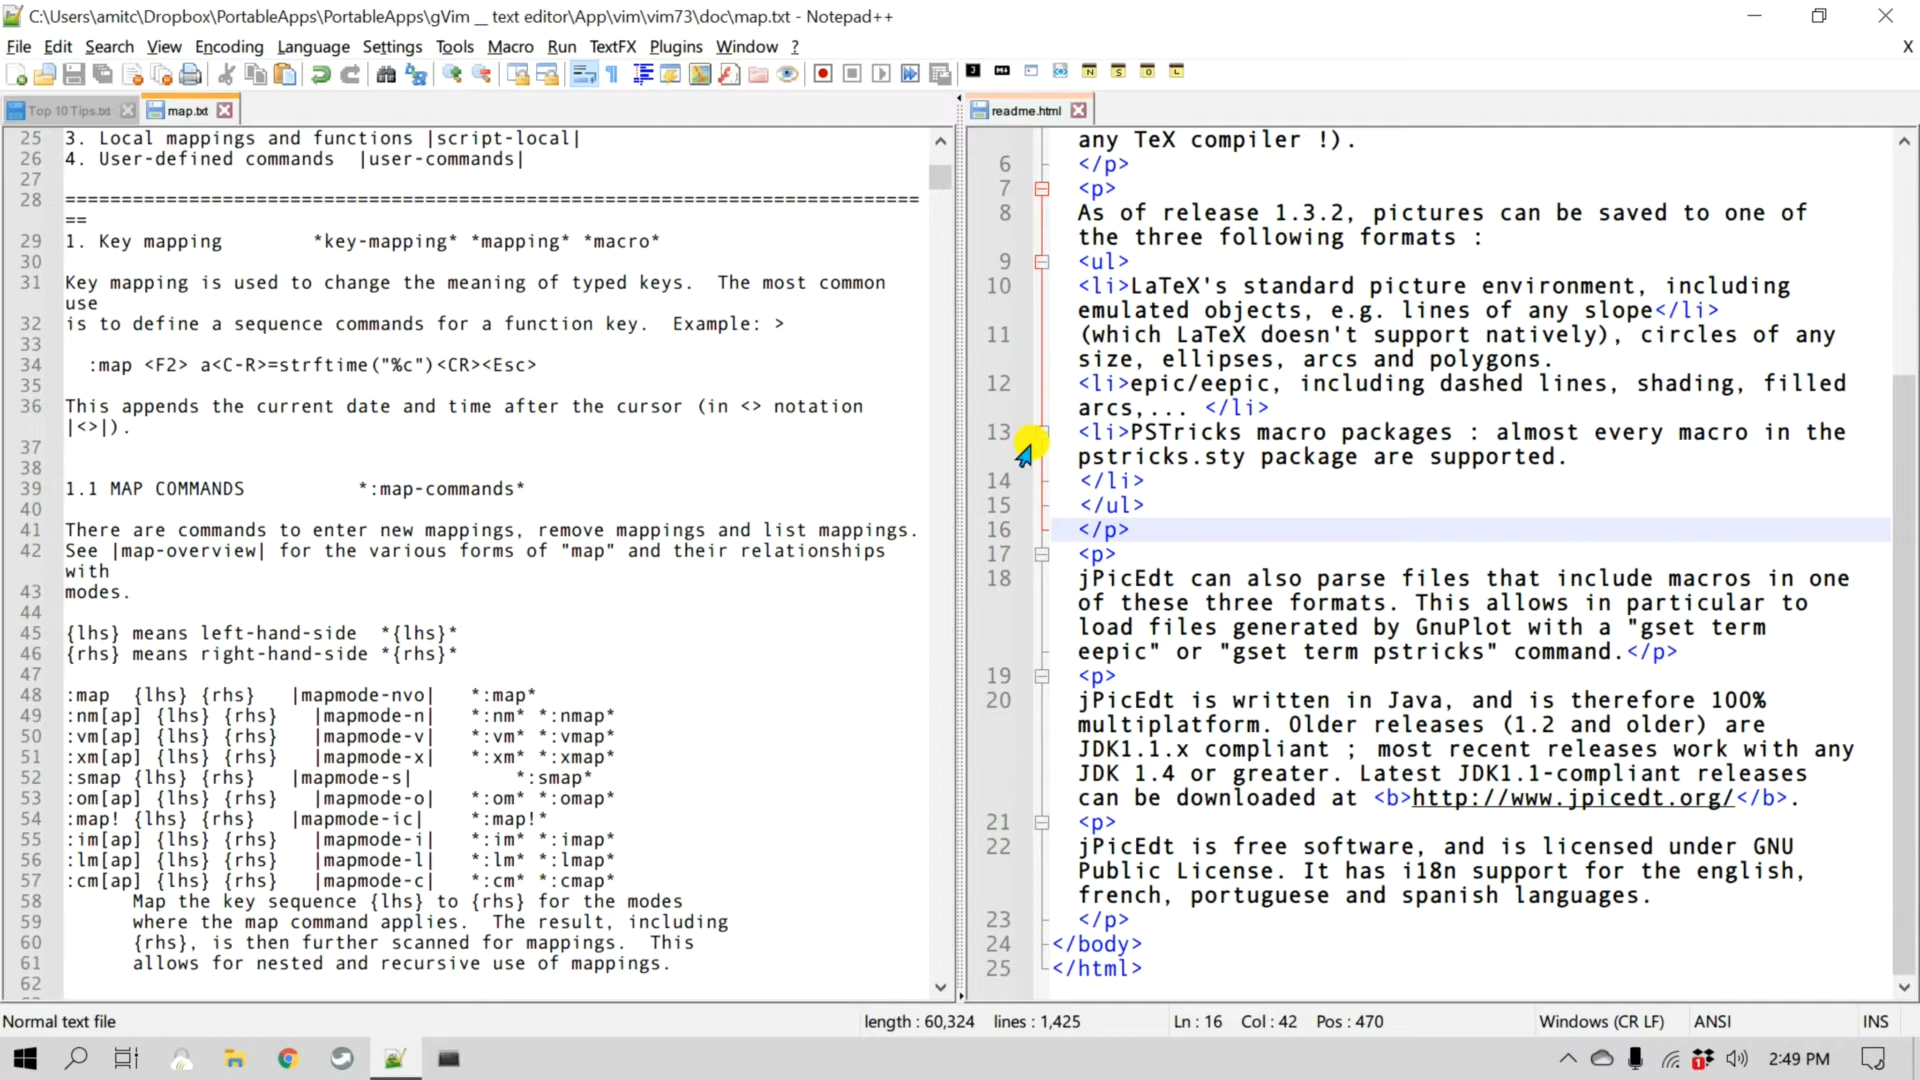 C:\Users\amitc\Dropbox\PortableApps\PortableApps\gVim _ text editor\App\vim\vim73\doc\map.txt - Notepad++
File Edit Search View Encoding Language Settings Tools Macro Run TextFX Plugins Window ? X
Top 10 Tips.txt map.txt
25 3. Local mappings and functions |script-local|
26 4. User-defined commands |user-commands|
27
28 ============================================================================
==
29 1. Key mapping *key-mapping* *mapping* *macro*
30
31 Key mapping is used to change the meaning of typed keys. The most common
use
32 is to define a sequence commands for a function key. Example: >
33
34 :map <F2> a<C-R>=strftime("%c")<CR><Esc>
35
36 This appends the current date and time after the cursor (in <> notation
|<>|).
37
38
39 1.1 MAP COMMANDS *:map-commands*
40
41 There are commands to enter new mappings, remove mappings and list mappings.
42 See |map-overview| for the various forms of "map" and their relationships
with
43 modes.
44
45 {lhs} means left-hand-side *{lhs}*
46 {rhs} means right-hand-side *{rhs}*
47
48 :map {lhs} {rhs} |mapmode-nvo| *:map*
49 :nm[ap] {lhs} {rhs} |mapmode-n| *:nm* *:nmap*
50 :vm[ap] {lhs} {rhs} |mapmode-v| *:vm* *:vmap*
51 :xm[ap] {lhs} {rhs} |mapmode-x| *:xm* *:xmap*
52 :smap {lhs} {rhs} |mapmode-s| *:smap*
53 :om[ap] {lhs} {rhs} |mapmode-o| *:om* *:omap*
54 :map! {lhs} {rhs} |mapmode-ic| *:map!*
55 :im[ap] {lhs} {rhs} |mapmode-i| *:im* *:imap*
56 :lm[ap] {lhs} {rhs} |mapmode-l| *:lm* *:lmap*
57 :cm[ap] {lhs} {rhs} |mapmode-c| *:cm* *:cmap*
58 Map the key sequence {lhs} to {rhs} for the modes
59 where the map command applies. The result, including
60 {rhs}, is then further scanned for mappings. This
61 allows for nested and recursive use of mappings.
62
readme.html
any TeX compiler !).
6 </p>
7 <p>
8 As of release 1.3.2, pictures can be saved to one of
the three following formats :
9 <ul>
10 <li>LaTeX's standard picture environment, including
emulated objects, e.g. lines of any slope</li>
11 (which LaTeX doesn't support natively), circles of any
size, ellipses, arcs and polygons.
12 <li>epic/eepic, including dashed lines, shading, filled
arcs,... </li>
13 <li>PSTricks macro packages : almost every macro in the
pstricks.sty package are supported.
14 </li>
15 </ul>
16 </p>
17 <p>
18 jPicEdt can also parse files that include macros in one
of these three formats. This allows in particular to
load files generated by GnuPlot with a "gset term
eepic" or "gset term pstricks" command.</p>
19 <p>
20 jPicEdt is written in Java, and is therefore 100%
multiplatform. Older releases (1.2 and older) are
JDK1.1.x compliant ; most recent releases work with any
JDK 1.4 or greater. Latest JDK1.1-compliant releases
can be downloaded at <b>http://www.jpicedt.org/</b>.
21 <p>
22 jPicEdt is free software, and is licensed under GNU
Public License. It has i18n support for the english,
french, portuguese and spanish languages.
23 </p>
24 </body>
25 </html>
Normal text file length : 60,324 lines : 1,425 Ln : 16 Col : 42 Pos : 470 Windows (CR LF) ANSI INS
1 2:49 PM